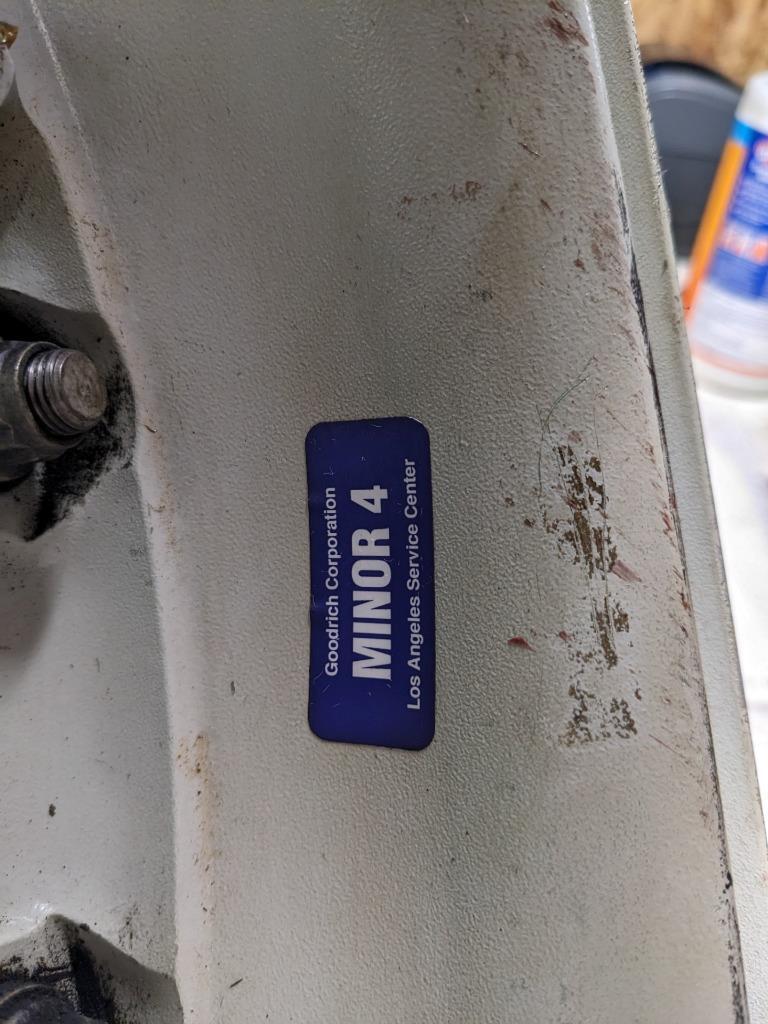 Goodrich Corporation
MINOR 4
Los Angeles Service Center